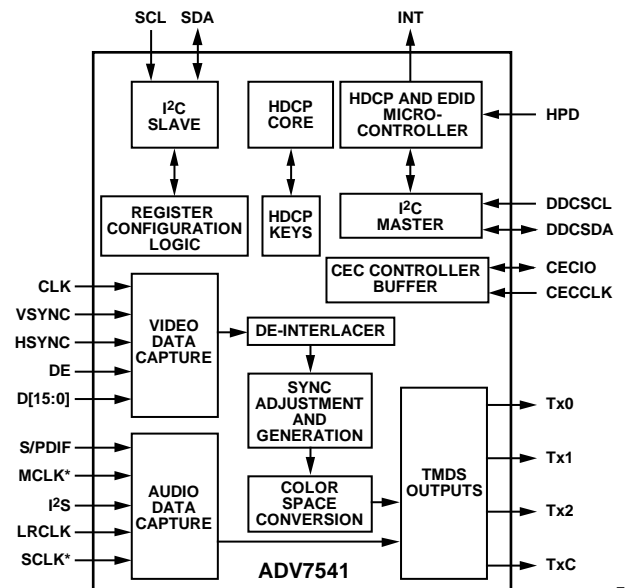 SCL SDA INT
I2C
SLAVE
HDCP
CORE
HDCP AND EDID
MICRO-
CONTROLLER
HPD
REGISTER
CONFIGURATION
LOGIC
HDCP
KEYS
I2C
MASTER
DDCSCL
DDCSDA
CEC CONTROLLER
BUFFER
CECIO
CECCLK
CLK
VSYNC
HSYNC
DE
D[15:0]
VIDEO
DATA
CAPTURE
DE-INTERLACER
SYNC
ADJUSTMENT
AND
GENERATION
COLOR
SPACE
CONVERSION
S/PDIF
MCLK*
I2S
LRCLK
SCLK*
AUDIO
DATA
CAPTURE
TMDS
OUTPUTS
Tx0
Tx1
Tx2
TxC
ADV7541